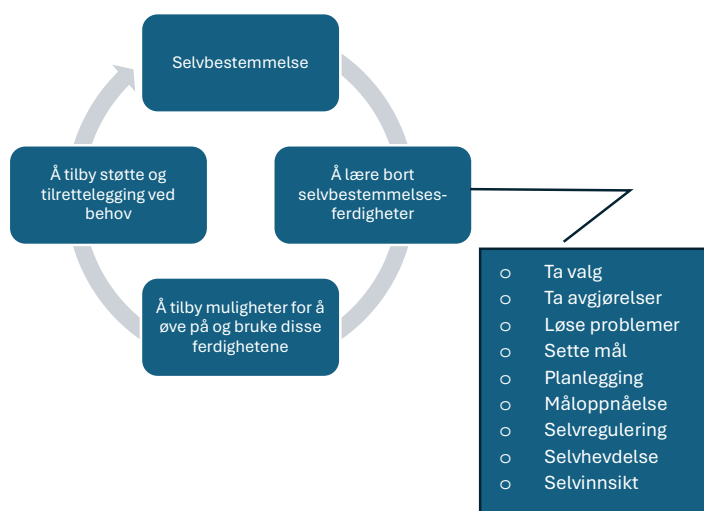 Selvbestemmelse
Å tilby støtte og
tilrettelegging ved
behov
Å lære bort
selvbestemmelses-
ferdigheter
Å tilby muligheter for å
øve på og bruke disse
ferdighetene
o Ta valg
o Ta avgjørelser
o Løse problemer
o Sette mål
o Planlegging
o Måloppnåelse
o Selvregulering
o Selvhevdelse
o Selvinnsikt